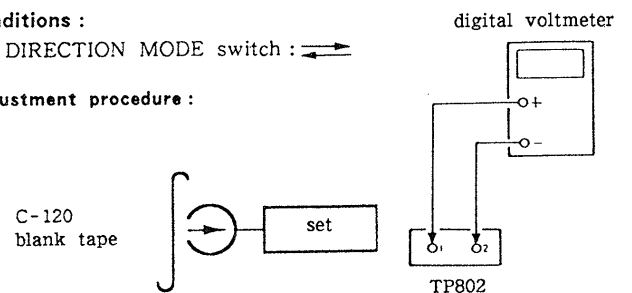 ditions :
digital voltmeter
DIRECTION MODE switch :
ustment procedure :
+
-
C-120
blank tape
set
1 2
TP802